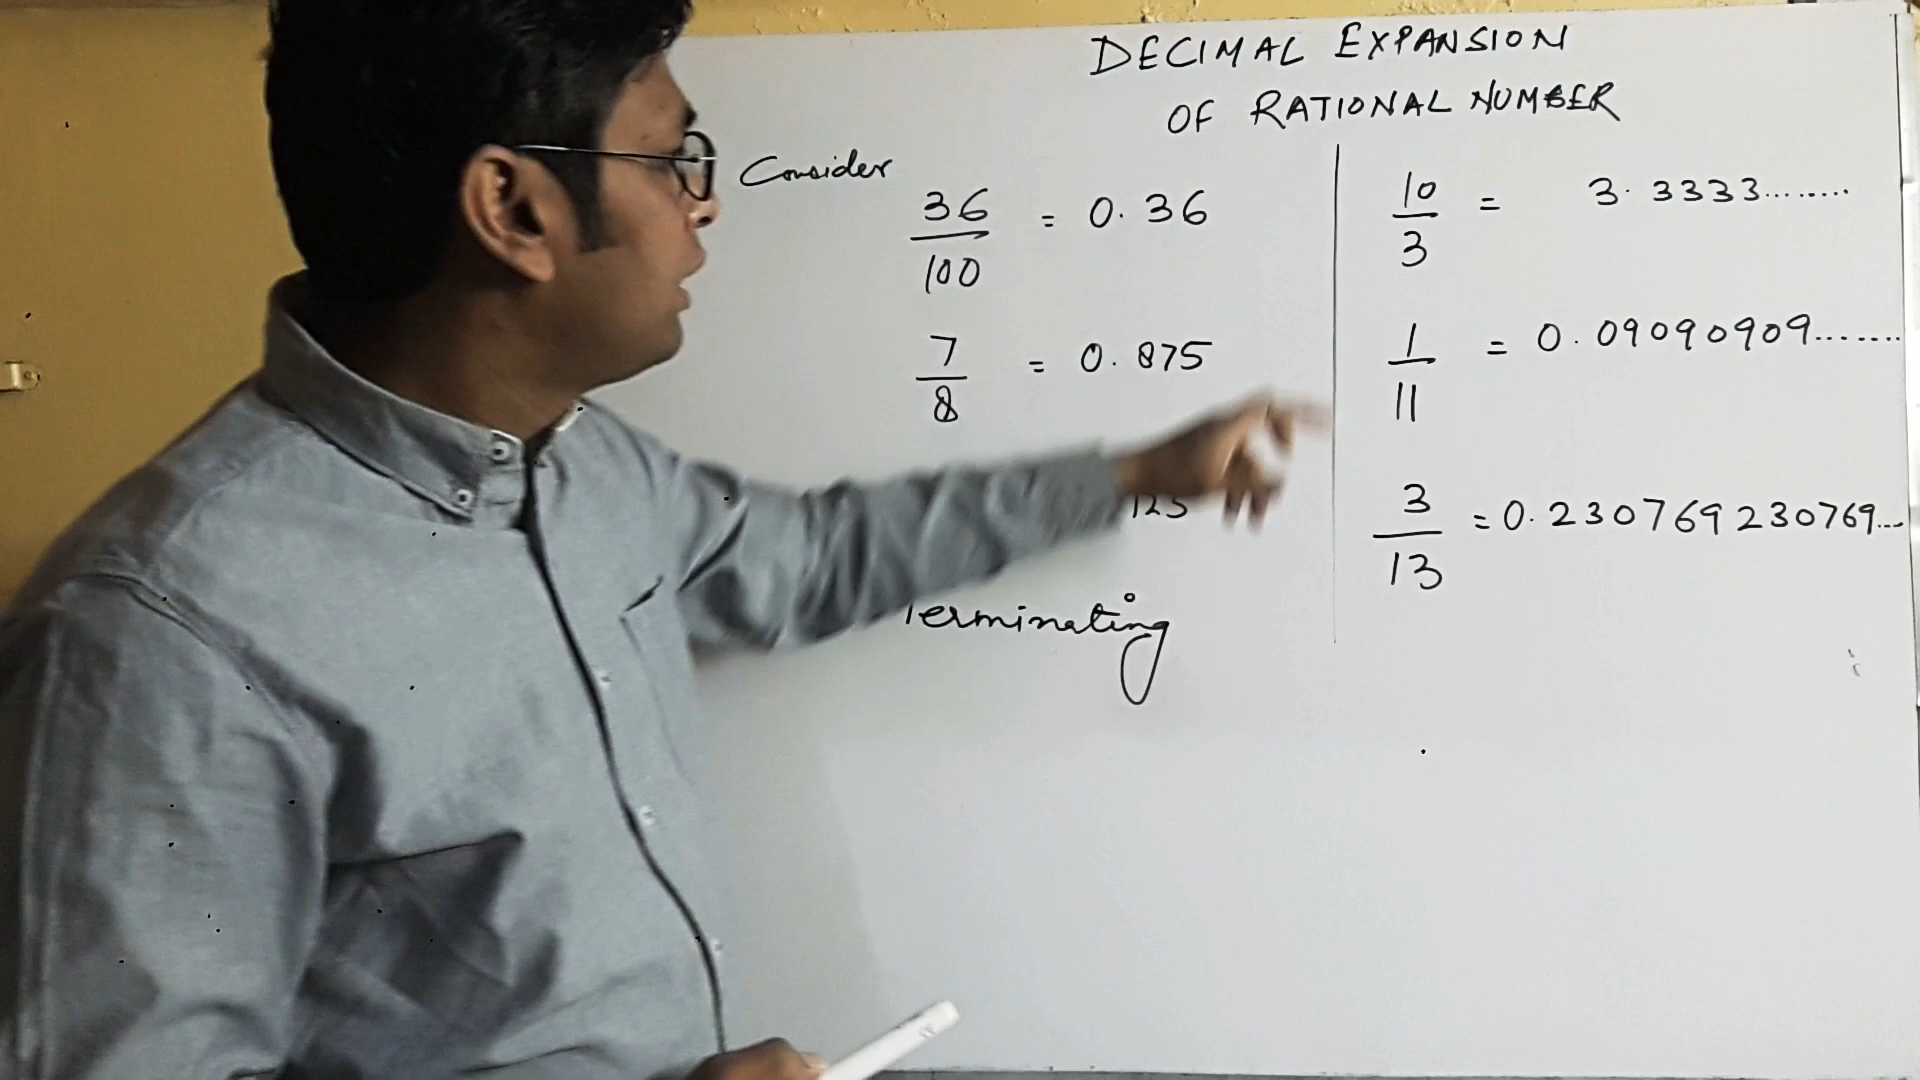 DECIMAL EXPANSION
OF RATIONAL NUMBER
Consider
36/100 = 0.36
7/8 = 0.875
125
Terminating
10/3 = 3.3333........
1/11 = 0.09090909.......
3/13 = 0.230769230769...